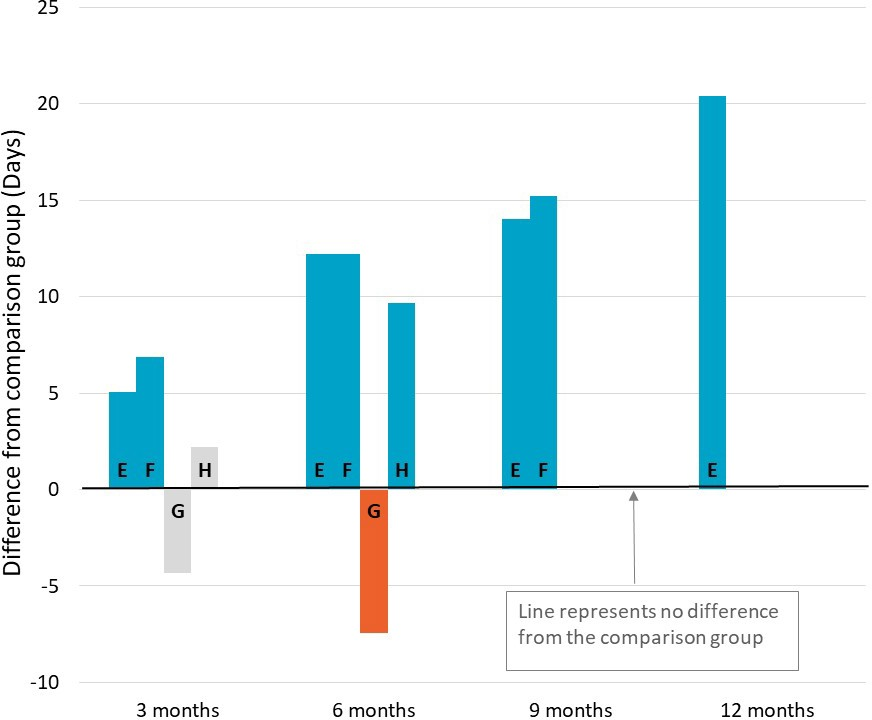 Difference from comparison group (Days)
25
20
15
10
5
0
-5
-10
E F G H
E F G H
E F
E
Line represents no difference
from the comparison group
3 months
6 months
9 months
12 months